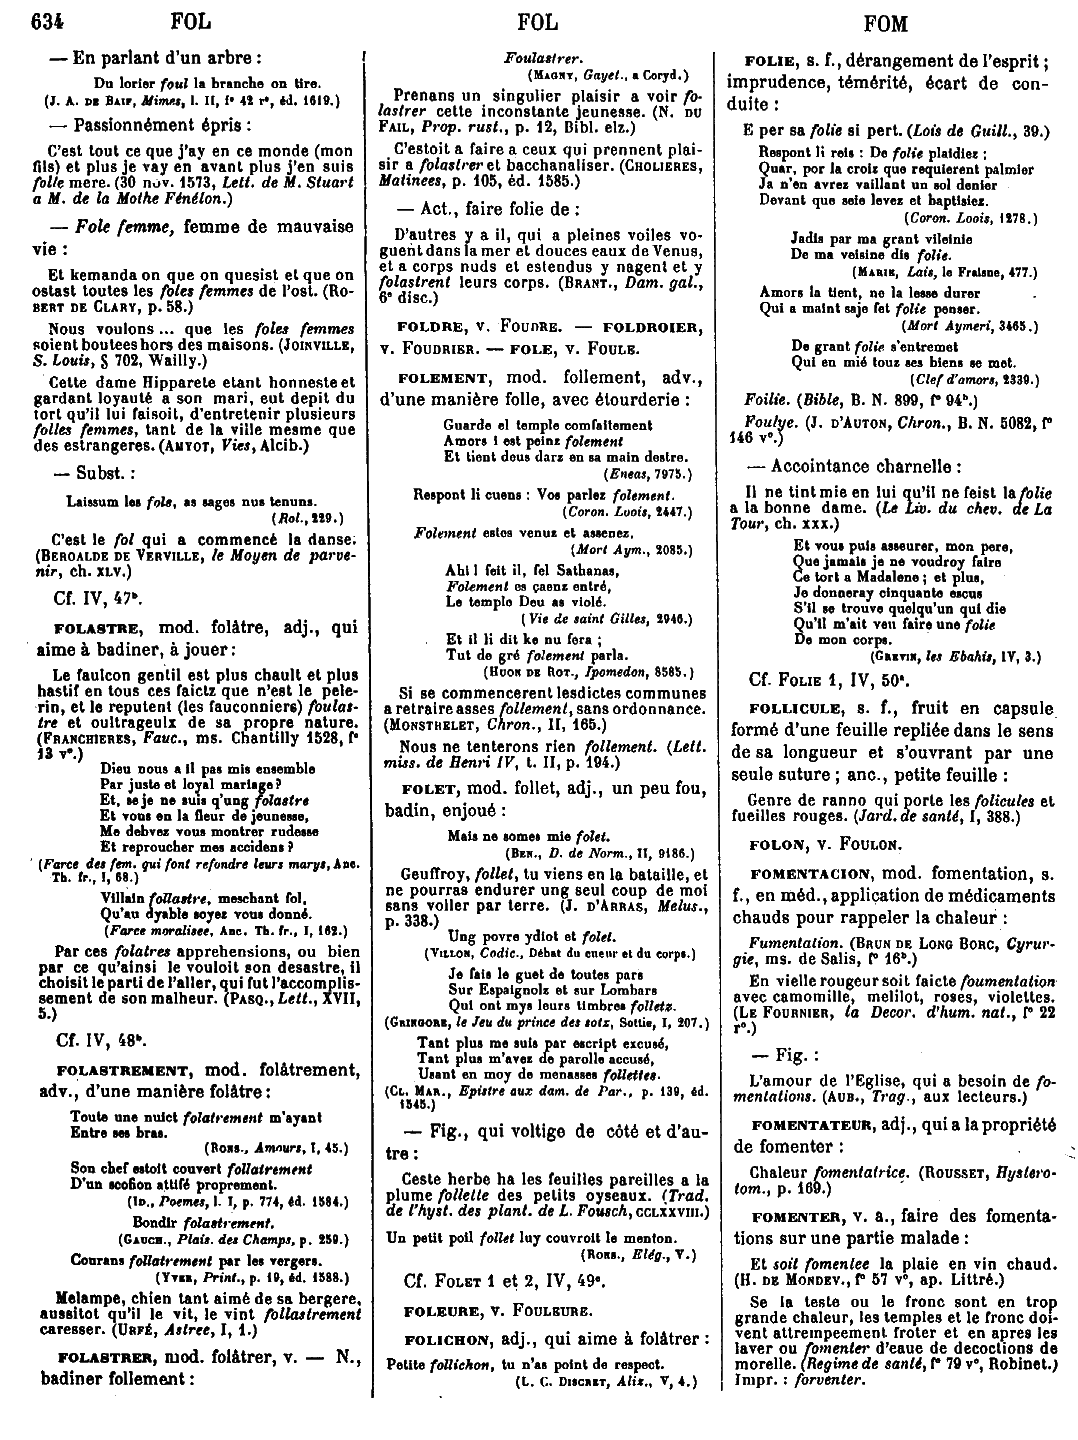 634 FOL FOL FOM
— En parlant d'un arbre :
Du lorier foul la branche on tire.
(J. A. DE BAIF, Mimes, l. II, f° 42 r°, éd. 1619.)
— Passionnément épris :
C'est tout ce que j'ay en ce monde (mon
fils) et plus je vay en avant plus j'en suis
folle mere. (30 nov. 1573, Lett. de M. Stuart
a M. de la Mothe Fénélon.)
— Fole femme, femme de mauvaise
vie :
Et kemanda on que on quesist et que on
ostast toutes les foles femmes de l'ost. (RO-
BERT DE CLARY, p. 58.)
Nous voulons ... que les foles femmes
soient boutees hors des maisons. (JOINVILLE,
S. Louis, § 702, Wailly.)
Cette dame Hipparete etant honneste et
gardant loyauté a son mari, eut depit du
tort qu'il lui faisoit, d'entretenir plusieurs
folles femmes, tant de la ville mesme que
des estrangeres. (AMYOT, Vies, Alcib.)
— Subst. :
Laissum les fols, as sages nus tenuns.
(Rol., 229.)
C'est le fol qui a commencé la danse.
(BEROALDE DE VERVILLE, le Moyen de parve-
nir, ch. XLV.)
Cf. IV, 47ᵇ.
FOLASTRE, mod. folâtre, adj., qui
aime à badiner, à jouer :
Le faulcon gentil est plus chault et plus
hastif en tous ces faictz que n'est le pele-
rin, et le reputent (les fauconniers) foulas-
tre et oultrageulx de sa propre nature.
(FRANCHIERES, Fauc., ms. Chantilly 1528, f°
13 v°.)
Dieu nous a il pas mis ensemble
Par juste et loyal mariage ?
Et, se je ne suis q'ung folastre
Et vous en la fleur de jeunesse,
Me debvez vous montrer rudesse
Et reproucher mes accidens ?
(Farce des fem. qui font refondre leurs marys, Anc.
Th. fr., I, 68.)
Villain follastre, meschant fol,
Qu'au dyable soyez vous donné.
(Farce moralisee, Anc. Th. fr., I, 162.)
Par ces folatres apprehensions, ou bien
par ce qu'ainsi le vouloit son desastre, il
choisit le parti de l'aller, qui fut l'accomplis-
sement de son malheur. (PASQ., Lett., XVII,
5.)
Cf. IV, 48ᵇ.
FOLASTREMENT, mod. folâtrement,
adv., d'une manière folâtre :
Toute une nuict folatrement m'ayant
Entre ses bras.
(RONS., Amours, I, 45.)
Son chef estoit couvert follatrement
D'un scofion attifé proprement.
(ID., Poemes, l. I, p. 774, éd. 1584.)
Bondir folastrement.
(GAUCH., Plais. des Champs, p. 259.)
Courans follatrement par les vergers.
(YVER, Print., p. 19, éd. 1588.)
Melampe, chien tant aimé de sa bergere,
aussitot qu'il le vit, le vint follastrement
caresser. (URFÉ, Astree, I, 1.)
FOLASTRER, mod. folâtrer, v. — N.,
badiner follement :
Foulastrer.
(MAGNY, Gayet., a Coryd.)
Prenans un singulier plaisir a voir fo-
lastrer cette inconstante jeunesse. (N. DU
FAIL, Prop. rust., p. 12, Bibl. elz.)
C'estoit a faire a ceux qui prennent plai-
sir a folastrer et bacchanaliser. (CHOLIERES,
Matinees, p. 105, éd. 1585.)
— Act., faire folie de :
D'autres y a il, qui a pleines voiles vo-
guent dans la mer et douces eaux de Venus,
et a corps nuds et estendus y nagent et y
folastrent leurs corps. (BRANT., Dam. gal.,
6° disc.)
FOLDRE, V. FOUDRE. — FOLDROIER,
V. FOUDRIER. — FOLE, V. FOULE.
FOLEMENT, mod. follement, adv.,
d'une manière folle, avec étourderie :
Guarde el temple comfaitement
Amors i est peinz folement
Et tient dous darz en sa main destre.
(Eneas, 7975.)
Respont li cuens : Vos parlez folement.
(Coron. Loois, 2447.)
Folement estes venuz et assenez.
(Mort Aym., 2085.)
Ahi ! feit il, fel Sathanas,
Folement es çaenz entré,
Le temple Deu as violé.
(Vie de saint Gilles, 2946.)
Et il li dit ke nu fera ;
Tut de gré folement parla.
(HUON DE ROT., Ipomedon, 8585.)
Si se commencerent lesdictes communes
a retraire asses follement, sans ordonnance.
(MONSTRELET, Chron., II, 165.)
Nous ne tenterons rien follement. (Lett.
miss. de Henri IV, t. II, p. 194.)
FOLET, mod. follet, adj., un peu fou,
badin, enjoué :
Mais ne somes mie folet.
(BEN., D. de Norm., II, 9186.)
Geuffroy, follet, tu viens en la bataille, et
ne pourras endurer ung seul coup de moi
sans voller par terre. (J. D'ARRAS, Melus.,
p. 338.)
Ung povre ydiot et folet.
(VILLON, Codic., Debat du cueur et du corps.)
Je fais le guet de toutes pars
Sur Espaignolz et sur Lombars
Qui ont mys leurs timbres folletz.
(GRINGORE, le Jeu du prince des sotz, Sottie, I, 207.)
Tant plus me suis par escript excusé,
Tant plus m'avez de parolle accusé,
Usant en moy de menasses follettes.
(CL. MAR., Epistre aux dam. de Par., p. 139, éd.
1545.)
— Fig., qui voltige de côté et d'au-
tre :
Ceste herbe ha les feuilles pareilles a la
plume follette des petits oyseaux. (Trad.
de l'hyst. des plant. de L. Fousch, CCLXXVIII.)
Un petit poil follet luy couvroit le menton.
(RONS., Elég., V.)
Cf. FOLET 1 et 2, IV, 49ᵃ.
FOLEURE, V. FOULEURE.
FOLICHON, adj., qui aime à folâtrer :
Petite follichon, tu n'as point de respect.
(L. C. DISCRET, Aliz., V, 4.)
FOLIE, s. f., dérangement de l'esprit ;
imprudence, témérité, écart de con-
duite :
E per sa folie si pert. (Lois de Guill., 39.)
Respont li reis : De folie plaidiez ;
Quar, por la croiz que requierent palmier
Ja n'en avrez vaillant un sol denier
Devant que seie levez et baptisiez.
(Coron. Loois, 1278.)
Jadis par ma grant vileinie
De ma veisine dis folie.
(MARIE, Lais, le Fraisne, 477.)
Amors la tient, ne la lesse durer
Qui a maint saje fet folie penser.
(Mort Aymeri, 3465.)
De grant folie s'entremet
Qui en mié touz ses biens se met.
(Clef d'amors, 2339.)
Foilie. (Bible, B. N. 899, f° 94ᵇ.)
Foulye. (J. D'AUTON, Chron., B. N. 5082, f°
146 v°.)
— Accointance charnelle :
Il ne tint mie en lui qu'il ne feist la folie
a la bonne dame. (Le Liv. du chev. de La
Tour, ch. XXX.)
Et vous puis asseurer, mon pere,
Que jamais je ne voudroy faire
Ce tort a Madalene ; et plus,
Je donneray cinquante escus
S'il se trouve quelqu'un qui die
Qu'il m'ait veu faire une folie
De mon corps.
(GREVIN, les Ebahis, IV, 3.)
Cf. FOLIE 1, IV, 50ᵃ.
FOLLICULE, s. f., fruit en capsule
formé d'une feuille repliée dans le sens
de sa longueur et s'ouvrant par une
seule suture ; anc., petite feuille :
Genre de ranno qui porte les folicules et
fueilles rouges. (Jard. de santé, I, 388.)
FOLON, V. FOULON.
FOMENTACION, mod. fomentation, s.
f., en méd., application de médicaments
chauds pour rappeler la chaleur :
Fumentation. (BRUN DE LONG BORC, Cyrur-
gie, ms. de Salis, f° 16ᵇ.)
En vielle rougeur soit faicte foumentation
avec camomille, melilot, roses, violettes.
(LE FOURNIER, la Decor. d'hum. nat., f° 22
r°.)
— Fig. :
L'amour de l'Eglise, qui a besoin de fo-
mentations. (AUB., Trag., aux lecteurs.)
FOMENTATEUR, adj., qui a la propriété
de fomenter :
Chaleur fomentatrice. (ROUSSET, Hystero-
tom., p. 169.)
FOMENTER, v. a., faire des fomenta-
tions sur une partie malade :
Et soit fomentee la plaie en vin chaud.
(H. DE MONDEV., f° 57 v°, ap. Littré.)
Se la teste ou le fronc sont en trop
grande chaleur, les temples et le fronc doi-
vent attrempeement froter et en apres les
laver ou fomenter d'eaue de decoctions de
morelle. (Regime de santé, f° 79 v°, Robinet.)
Impr. : forventer.